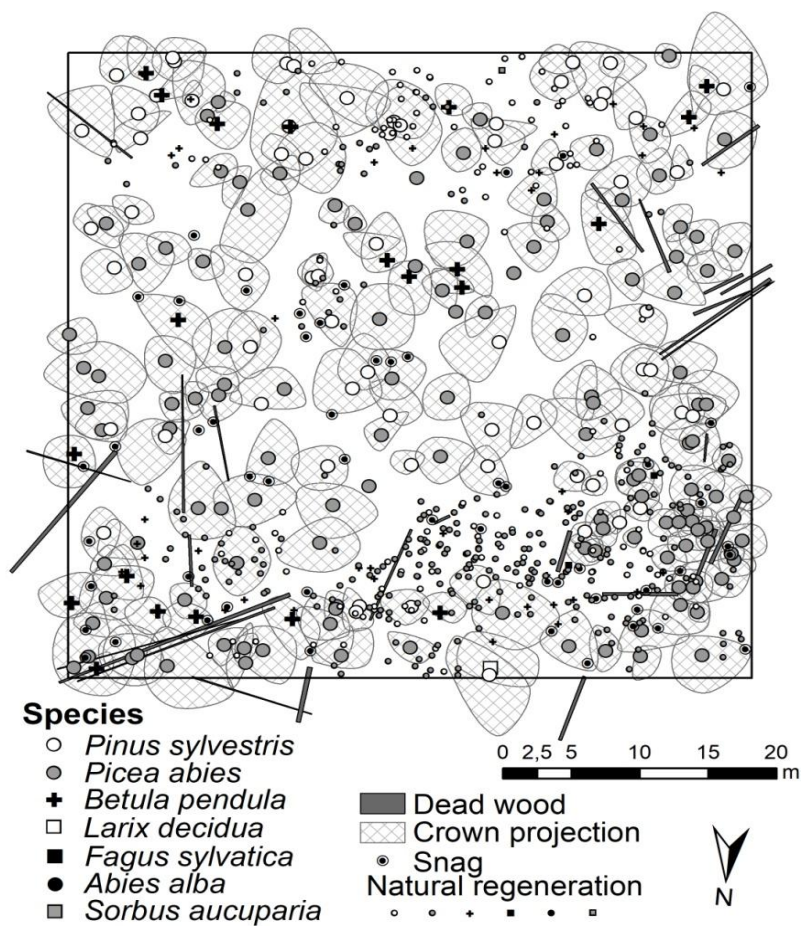 Species
Pinus sylvestris
Picea abies
Betula pendula
Larix decidua
Fagus sylvatica
Abies alba
Sorbus aucuparia
0 2,5 5 10 15 20
m
Dead wood
Crown projection
Snag
Natural regeneration
N